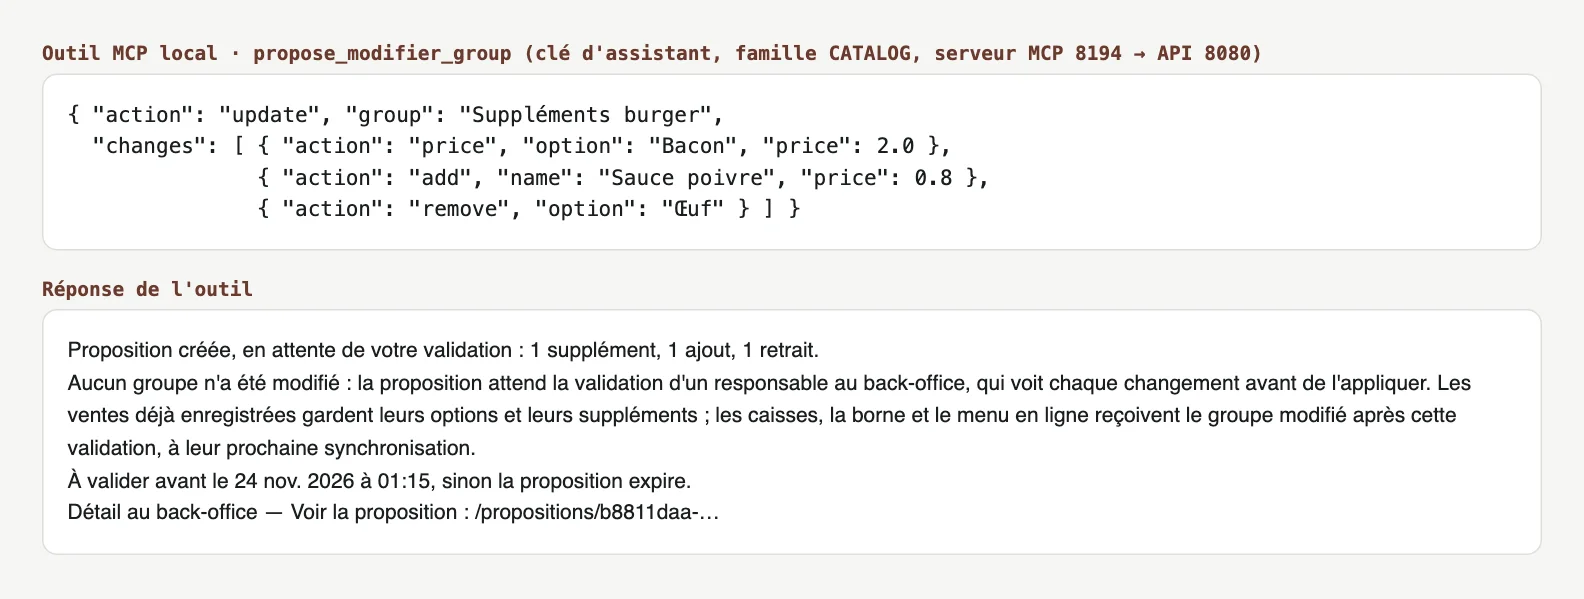 Outil MCP local · propose_modifier_group (clé d'assistant, famille CATALOG, serveur MCP 8194 → API 8080)
{ "action": "update", "group": "Suppléments burger",
"changes": [ { "action": "price", "option": "Bacon", "price": 2.0 },
{ "action": "add", "name": "Sauce poivre", "price": 0.8 },
{ "action": "remove", "option": "Œuf" } ] }
Réponse de l'outil
Proposition créée, en attente de votre validation : 1 supplément, 1 ajout, 1 retrait.
Aucun groupe n'a été modifié : la proposition attend la validation d'un responsable au back-office, qui voit chaque changement avant de l'appliquer. Les
ventes déjà enregistrées gardent leurs options et leurs suppléments ; les caisses, la borne et le menu en ligne reçoivent le groupe modifié après cette
validation, à leur prochaine synchronisation.
À valider avant le 24 nov. 2026 à 01:15, sinon la proposition expire.
Détail au back-office — Voir la proposition : /propositions/b8811daa-…